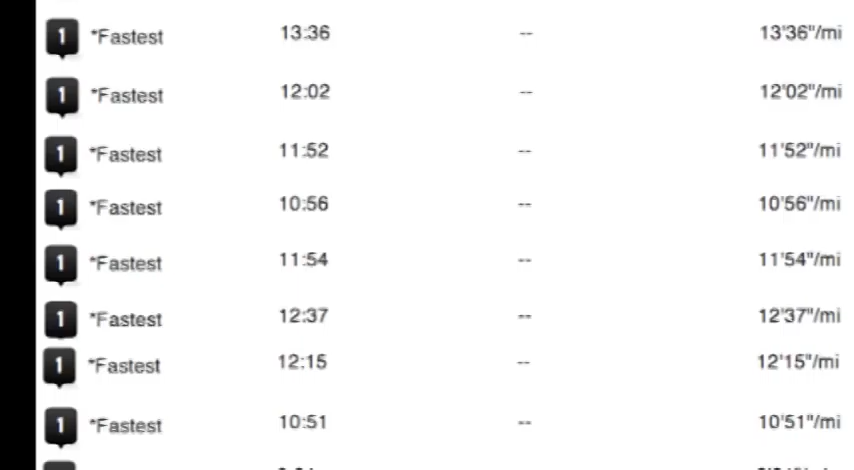 1 *Fastest 13:36 -- 13'36"/mi
1 *Fastest 12:02 -- 12'02"/mi
1 *Fastest 11:52 -- 11'52"/mi
1 *Fastest 10:56 -- 10'56"/mi
1 *Fastest 11:54 -- 11'54"/mi
1 *Fastest 12:37 -- 12'37"/mi
1 *Fastest 12:15 -- 12'15"/mi
1 *Fastest 10:51 -- 10'51"/mi